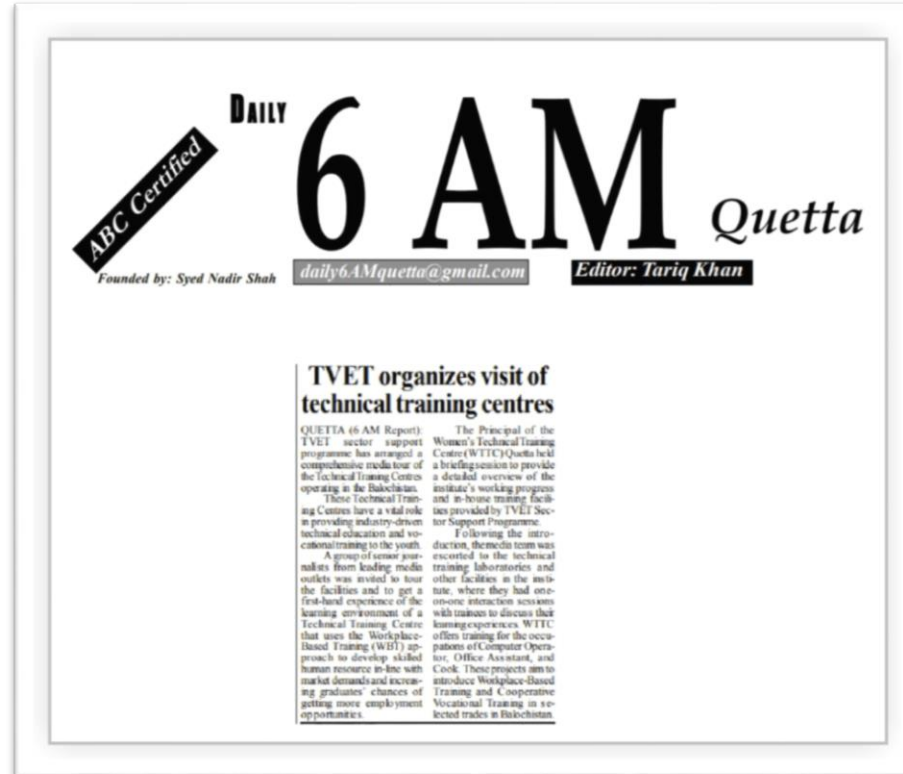 DAILY
6 AM
Quetta
ABC Certified
Founded by: Syed Nadir Shah
daily6AMquetta@gmail.com
Editor: Tariq Khan
TVET organizes visit of
technical training centres
QUETTA (6 AM Report):
TVET sector support
programme has arranged a
comprehensive media tour of
the Technical Training Centres
operating in the Balochistan.
These Technical Train-
ing Centres have a vital role
in providing industry-driven
technical education and vo-
cational training to the youth.
A group of senior jour-
nalists from leading media
outlets was invited to tour
the facilities and to get a
first-hand experience of the
learning environment of a
Technical Training Centre
that uses the Workplace-
Based Training (WBT) ap-
proach to develop skilled
human resource in-line with
market demands and increas-
ing graduates' chances of
getting more employment
opportunities.
The Principal of the
Women's Technical Training
Centre (WTTC) Quetta held
a briefing session to provide
a detailed overview of the
institute's working progress
and in-house training facili-
ties provided by TVET Sec-
tor Support Programme.
Following the intro-
duction, the media team was
escorted to the technical
training laboratories and
other facilities in the insti-
tute, where they had one-
on-one interaction sessions
with trainees to discuss their
learning experiences. WTTC
offers training for the occu-
pations of Computer Opera-
tor, Office Assistant, and
Cook. These projects aim to
introduce Workplace-Based
Training and Cooperative
Vocational Training in se-
lected trades in Balochistan.